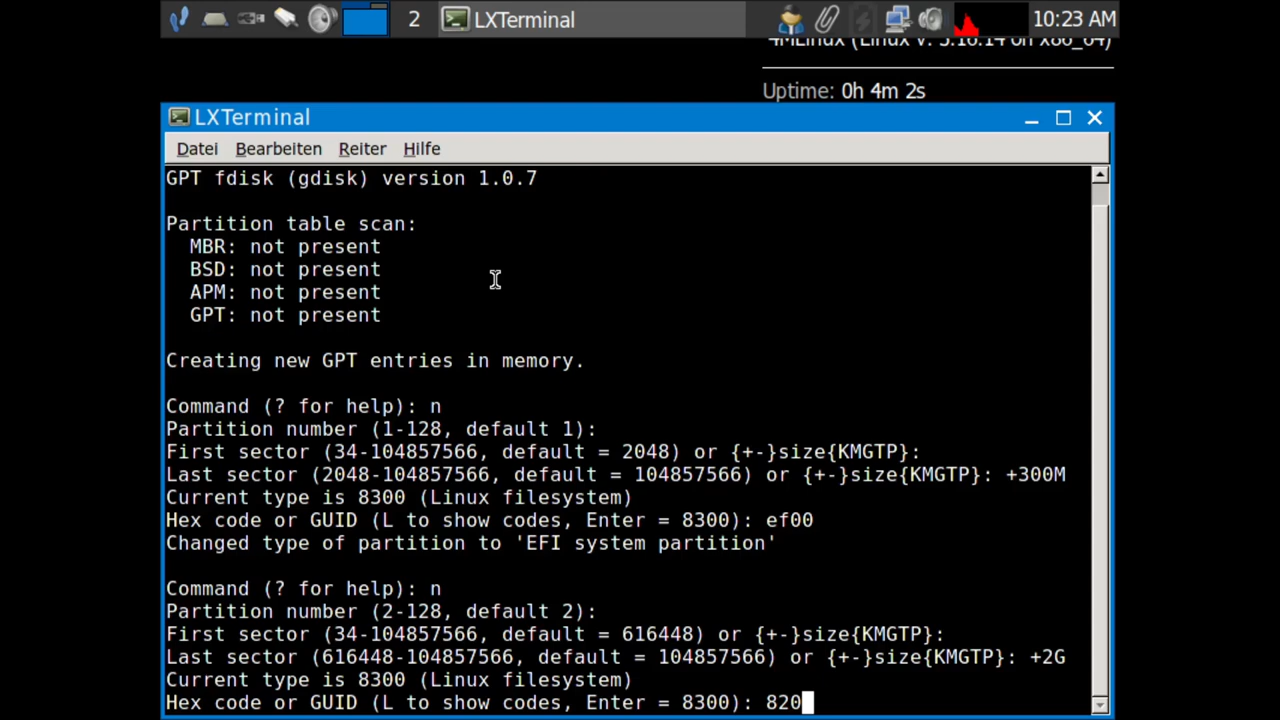 2 LXTerminal 10:23 AM
4MLinux (Linux v. 5.16.14 on x86_64)
Uptime: 0h 4m 2s
LXTerminal
Datei Bearbeiten Reiter Hilfe
GPT fdisk (gdisk) version 1.0.7
Partition table scan:
MBR: not present
BSD: not present
APM: not present
GPT: not present
Creating new GPT entries in memory.
Command (? for help): n
Partition number (1-128, default 1):
First sector (34-104857566, default = 2048) or {+-}size{KMGTP}:
Last sector (2048-104857566, default = 104857566) or {+-}size{KMGTP}: +300M
Current type is 8300 (Linux filesystem)
Hex code or GUID (L to show codes, Enter = 8300): ef00
Changed type of partition to 'EFI system partition'
Command (? for help): n
Partition number (2-128, default 2):
First sector (34-104857566, default = 616448) or {+-}size{KMGTP}:
Last sector (616448-104857566, default = 104857566) or {+-}size{KMGTP}: +2G
Current type is 8300 (Linux filesystem)
Hex code or GUID (L to show codes, Enter = 8300): 820